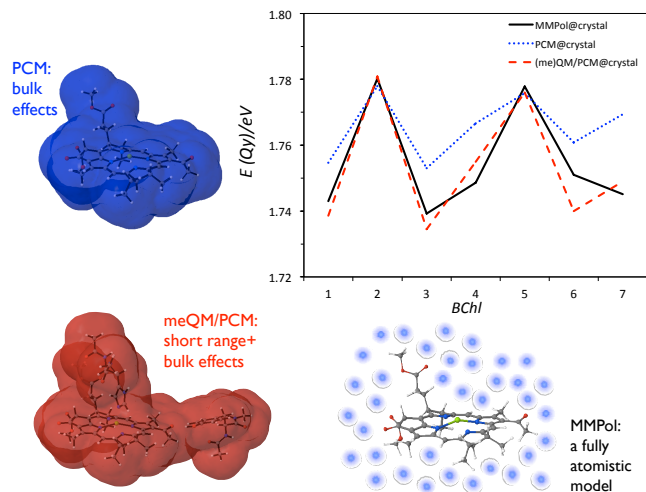 PCM:
bulk
effects
E (Qy)/eV
1.80
1.78
1.76
1.74
1.72
MMPol@crystal
PCM@crystal
(me)QM/PCM@crystal
1 2 3 4 5 6 7
BChl
meQM/PCM:
short range+
bulk effects
MMPol:
a fully
atomistic
model